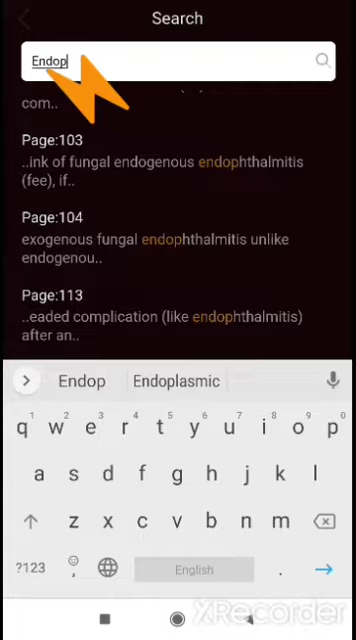 Search
Endop
com..
Page:103
..ink of fungal endogenous endophthalmitis
(fee), if..
Page:104
exogenous fungal endophthalmitis unlike
endogenou..
Page:113
..eaded complication (like endophthalmitis)
after an..
Endop Endoplasmic
1 2 3 4 5 6 7 8 9 0
q w e r t y u i o p
a s d f g h j k l
z x c v b n m
?123 , English .
XRecorder